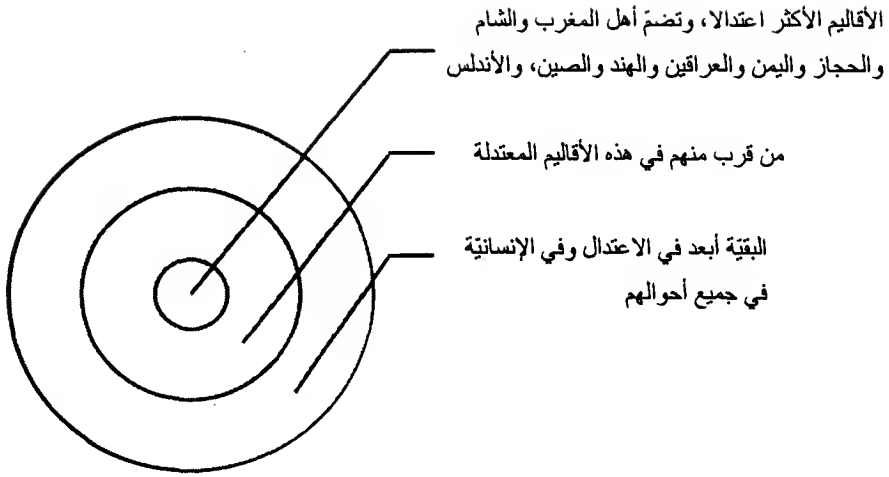 الأقاليم الأكثر اعتدالا، وتضمّ أهل المغرب والشام
والحجاز واليمن والعراقين والهند والصين، والأندلس
من قرب منهم في هذه الأقاليم المعتدلة
البقيّة أبعد في الاعتدال وفي الإنسانيّة
في جميع أحوالهم